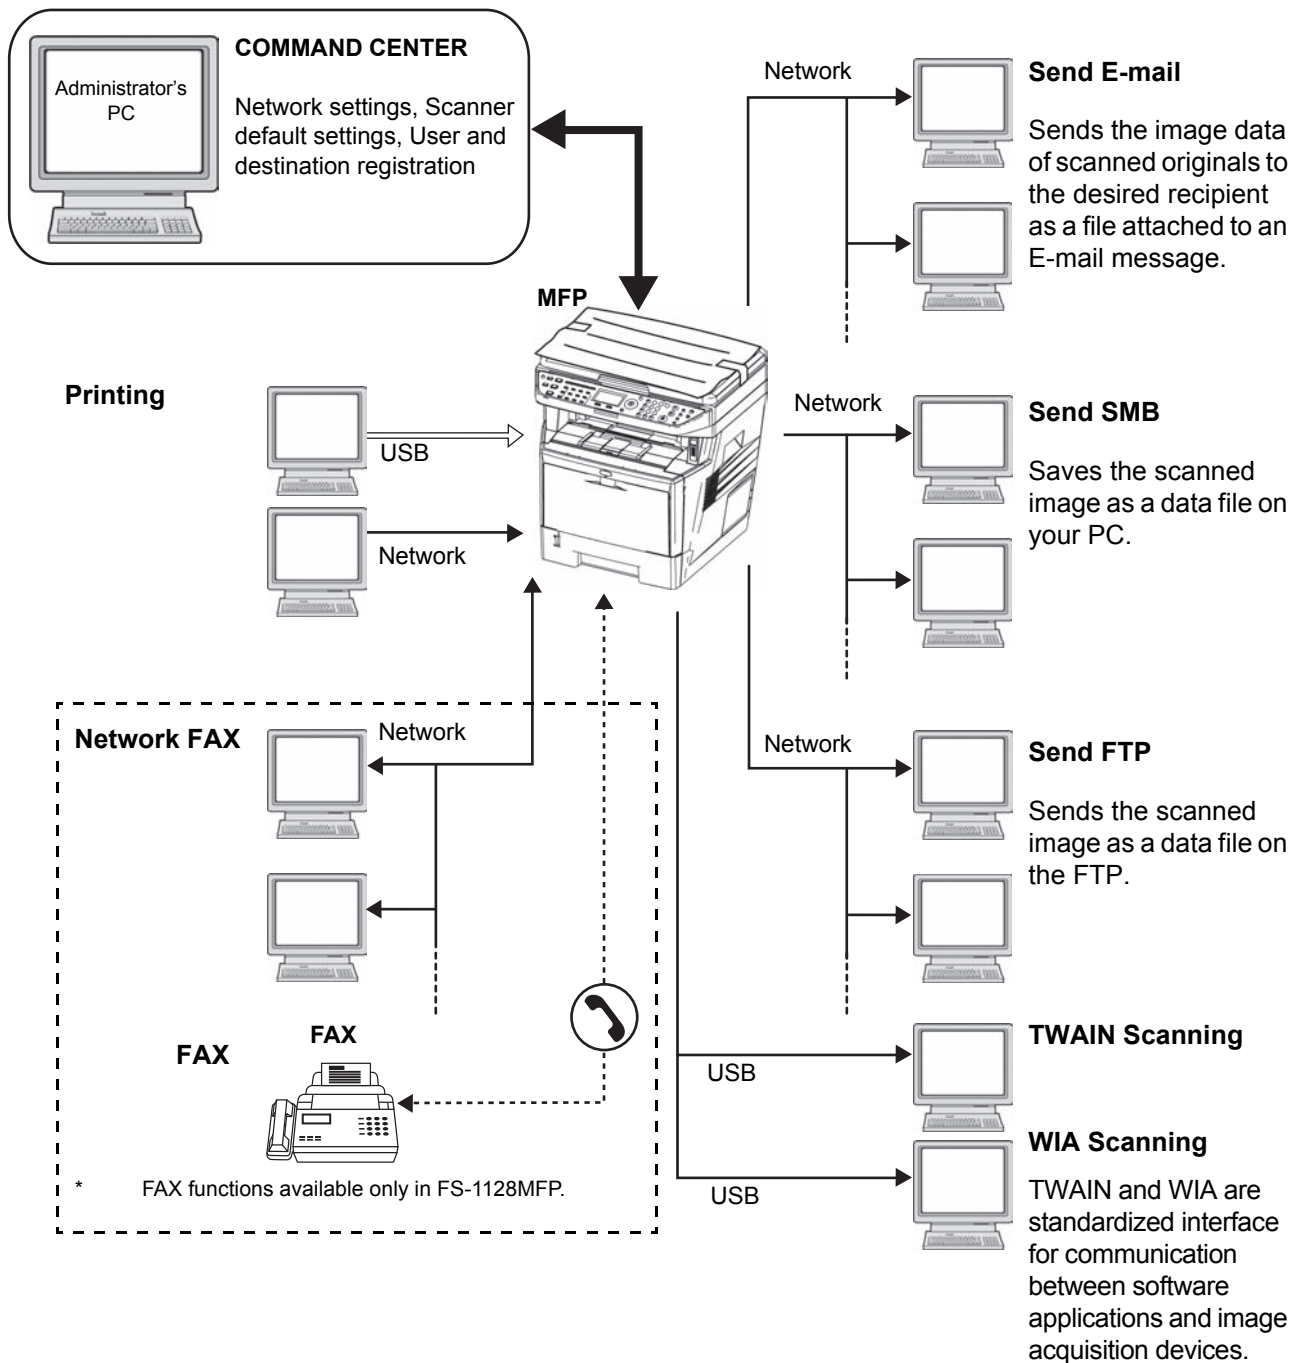 COMMAND CENTER
Administrator's
PC
Network settings, Scanner
default settings, User and
destination registration
MFP
Network
Send E-mail
Sends the image data
of scanned originals to
the desired recipient
as a file attached to an
E-mail message.
Printing
USB
Network
Network
Send SMB
Saves the scanned
image as a data file on
your PC.
Network FAX
Network
Network
Send FTP
Sends the scanned
image as a data file on
the FTP.
FAX
FAX
* FAX functions available only in FS-1128MFP.
USB
TWAIN Scanning
USB
WIA Scanning
TWAIN and WIA are
standardized interface
for communication
between software
applications and image
acquisition devices.